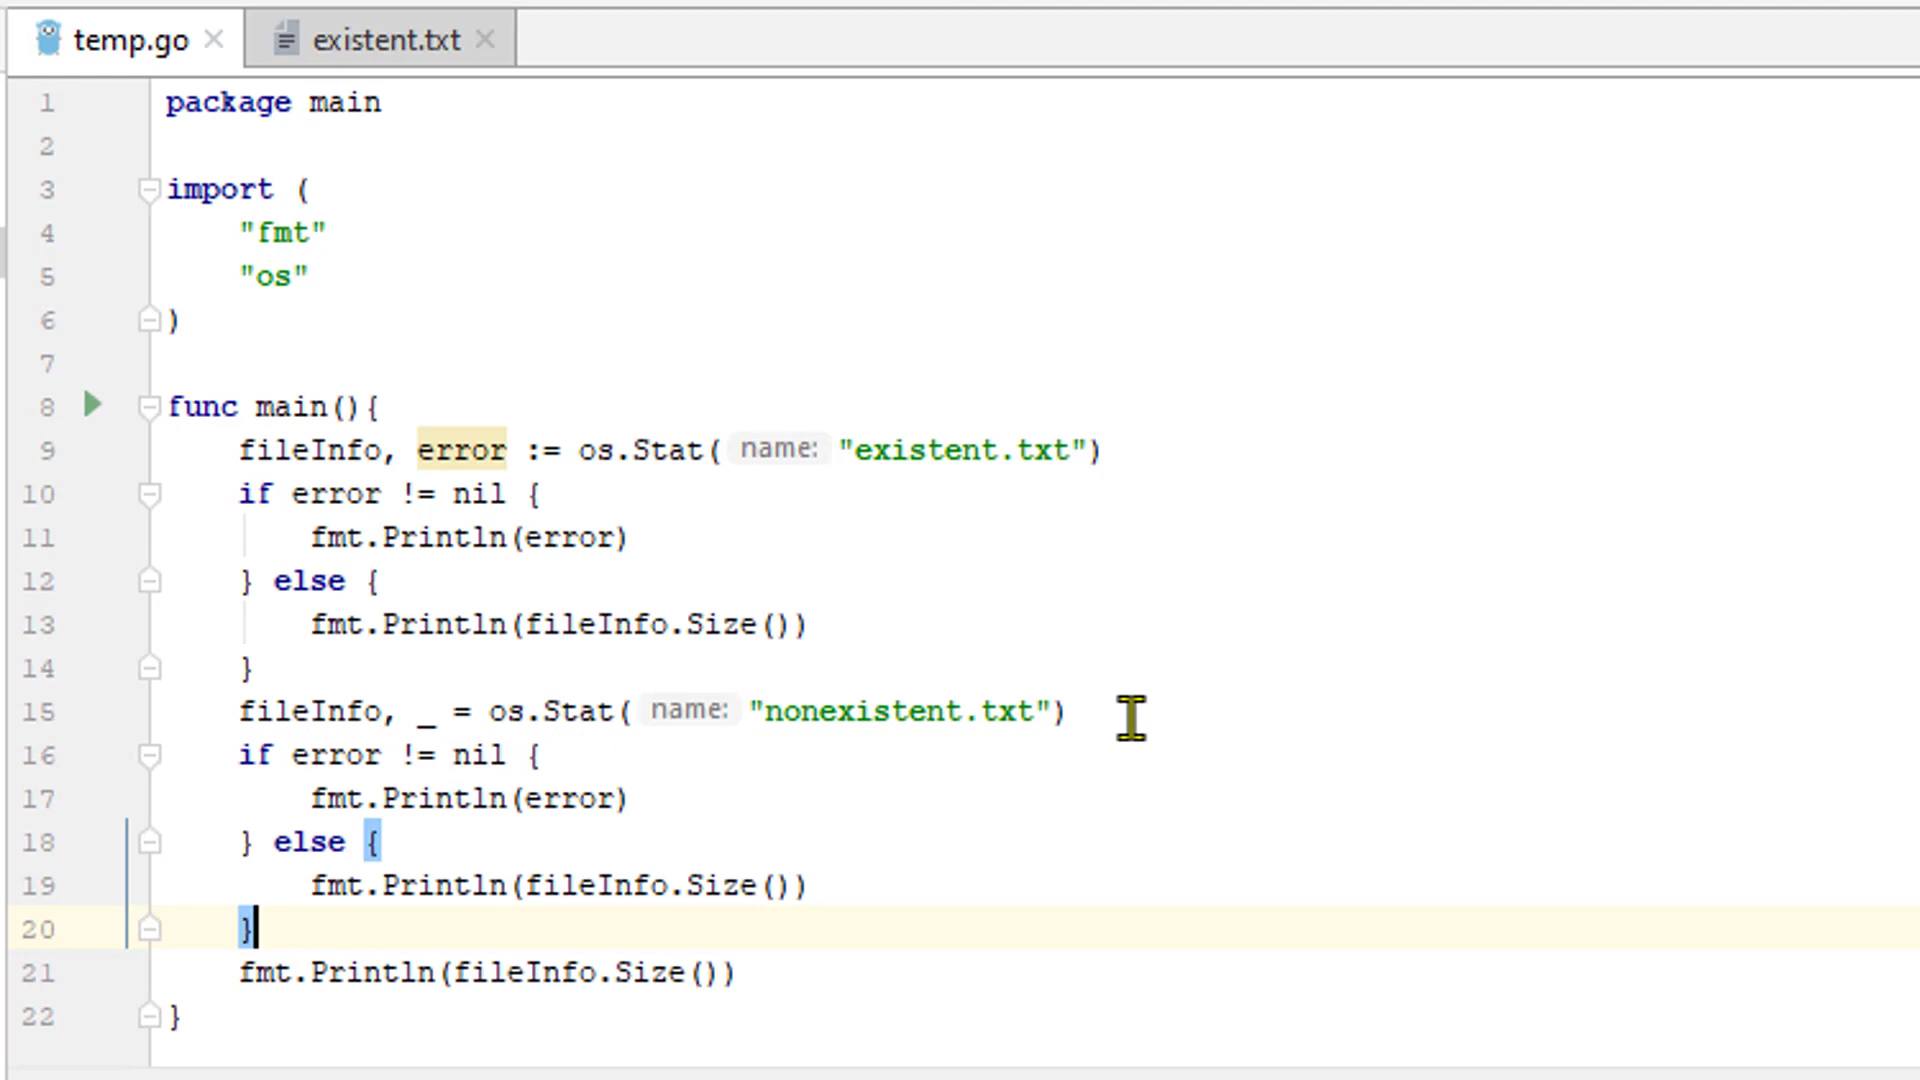 temp.go existent.txt
1 package main
2
3 import (
4 "fmt"
5 "os"
6 )
7
8 func main(){
9 fileInfo, error := os.Stat( name: "existent.txt")
10 if error != nil {
11 fmt.Println(error)
12 } else {
13 fmt.Println(fileInfo.Size())
14 }
15 fileInfo, _ = os.Stat( name: "nonexistent.txt")
16 if error != nil {
17 fmt.Println(error)
18 } else {
19 fmt.Println(fileInfo.Size())
20 }
21 fmt.Println(fileInfo.Size())
22 }